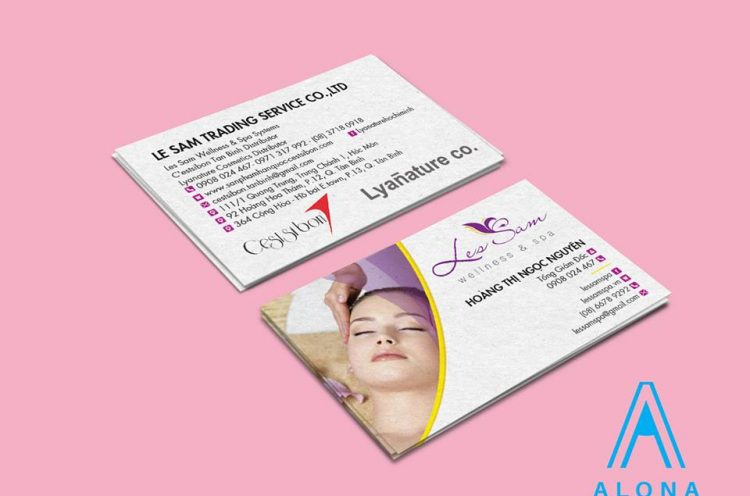 LE SAM TRADING SERVICE CO.,LTD
Les Sam Wellness & Spa Systems
C'estsibon Tan Binh Distributor
Lyanature Cosmetics Distributor
0908 024 467. 0971 317 992 - (08) 3718 0918
www.sanphamhanquoc.cestsibon.com
lyanaturehochiminh
cestsibon.tanbinh@gmail.com
111/1 Quang Trung, Trung Chánh 1, Hóc Môn
92 Hoàng Hoa Thám, P.12, Q. Tân Bình
364 Cộng Hòa - Hồ bơi E.town, P.13, Q. Tân Bình
Cestsibon
Lyañature co.
Les Sam
wellness & spa
HOÀNG THỊ NGỌC NGUYÊN
Tổng Giám Đốc
0908 024 467
lessamspa
lessamspa.vn
(08) 6678 9292
lessamspa@gmail.com
ALONA